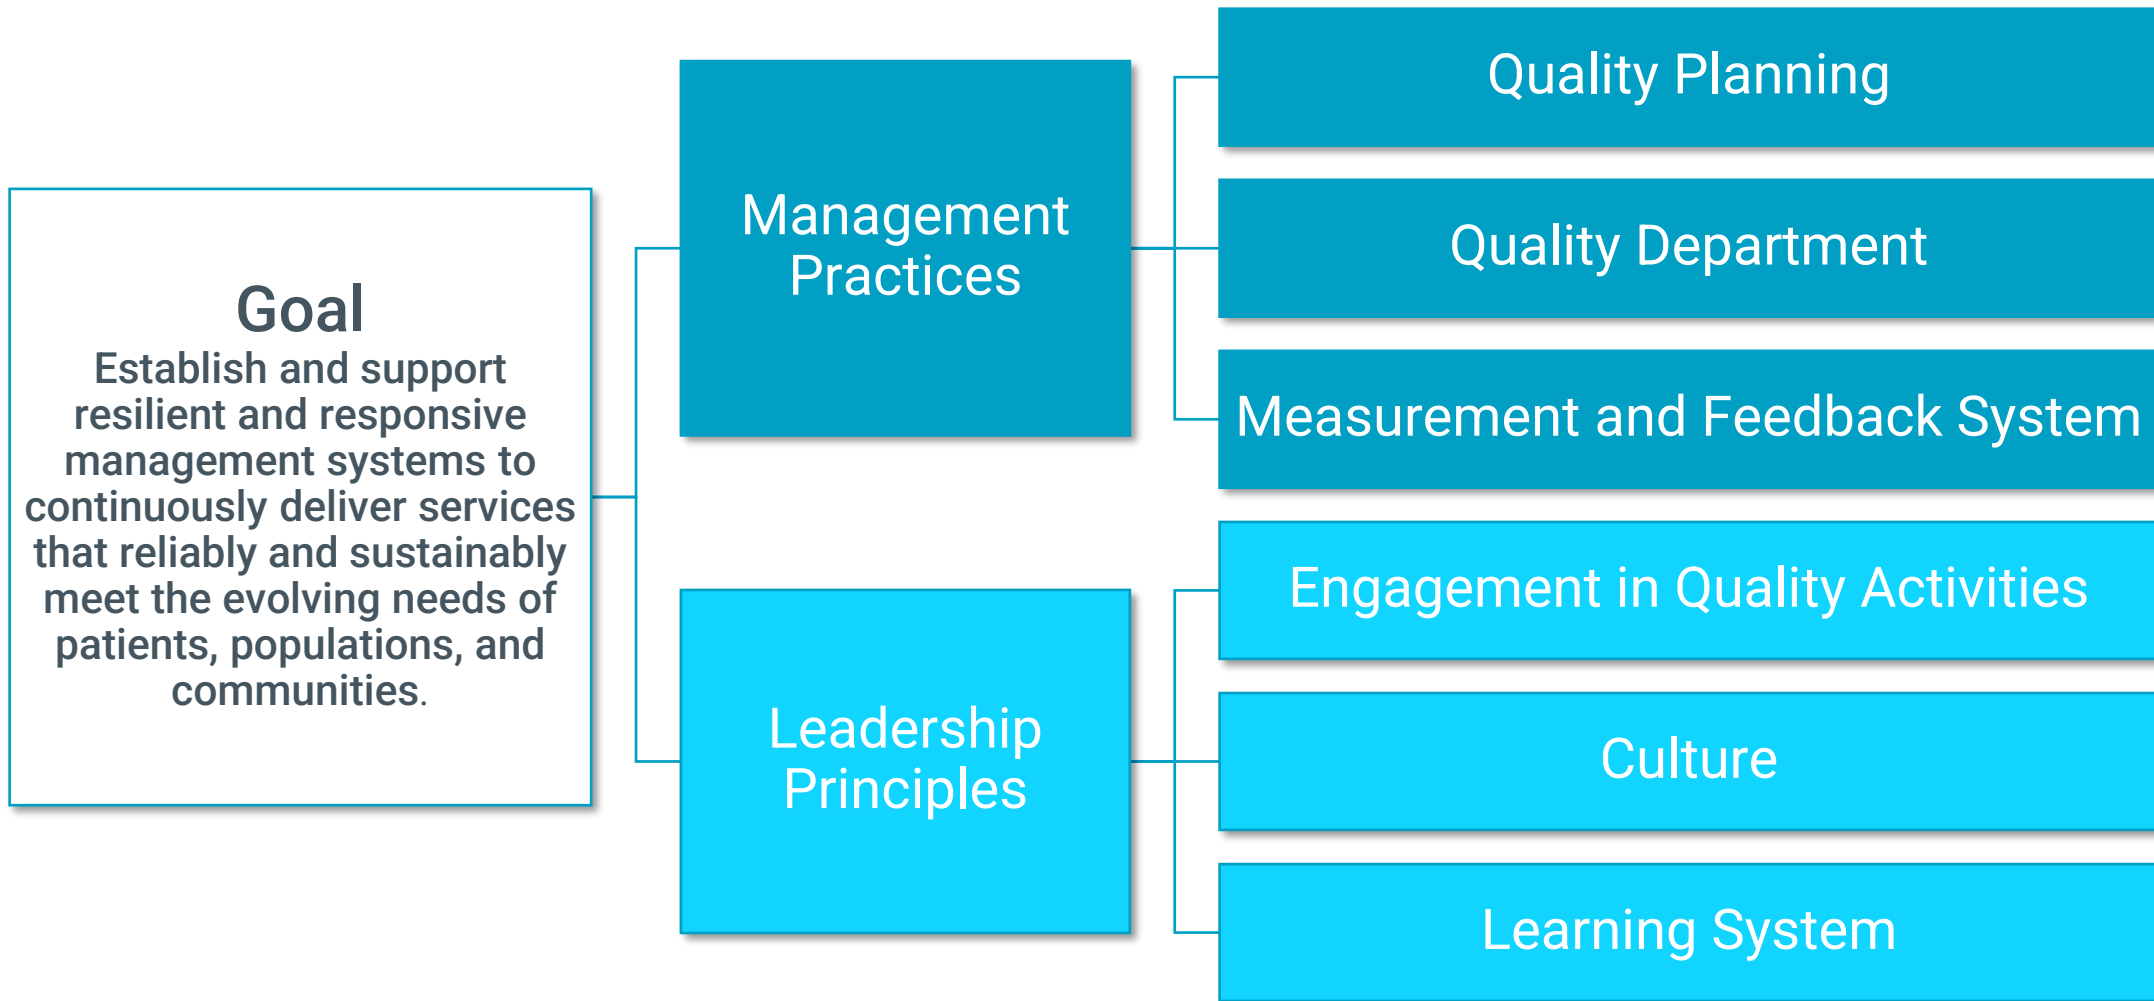 Goal
Establish and support
resilient and responsive
management systems to
continuously deliver services
that reliably and sustainably
meet the evolving needs of
patients, populations, and
communities.
Management
Practices
Quality Planning
Quality Department
Measurement and Feedback System
Leadership
Principles
Engagement in Quality Activities
Culture
Learning System